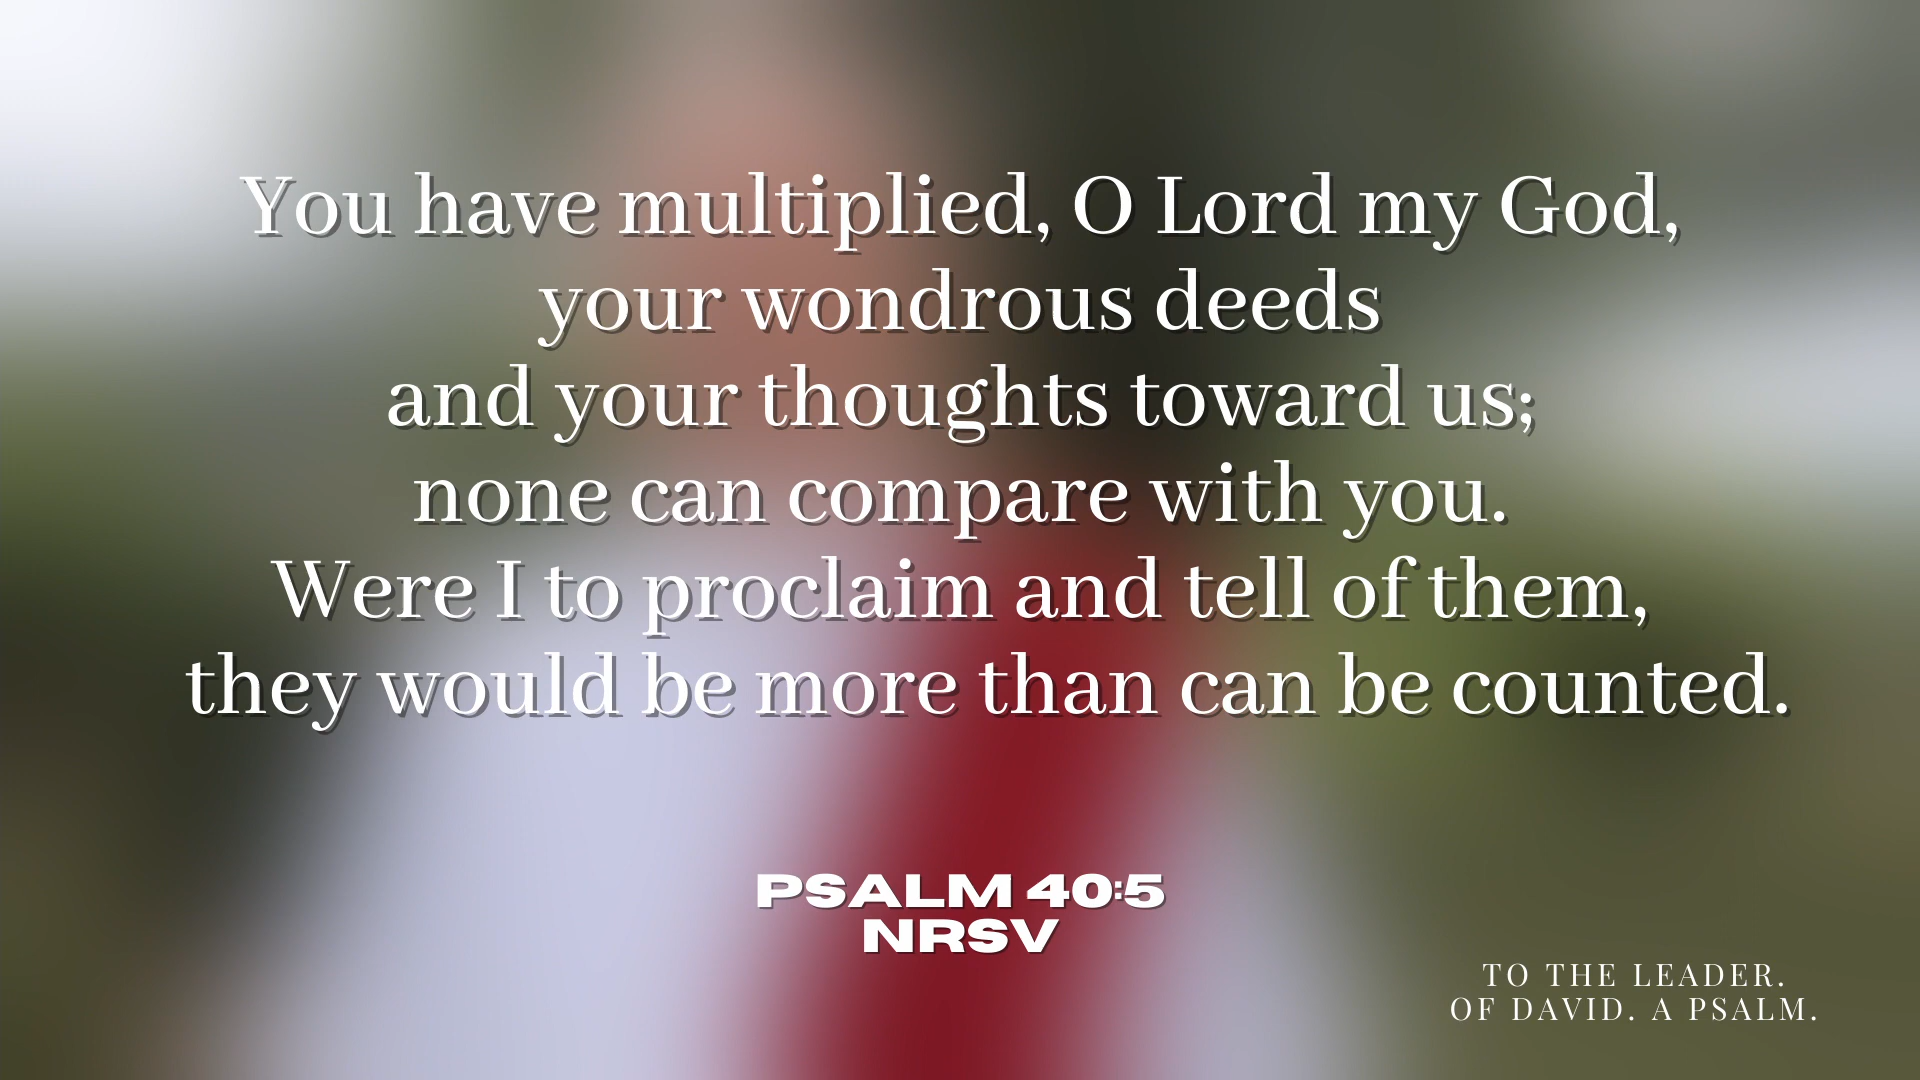 You have multiplied, O Lord my God,
your wondrous deeds
and your thoughts toward us;
none can compare with you.
Were I to proclaim and tell of them,
they would be more than can be counted.
PSALM 40:5
NRSV
TO THE LEADER.
OF DAVID. A PSALM.